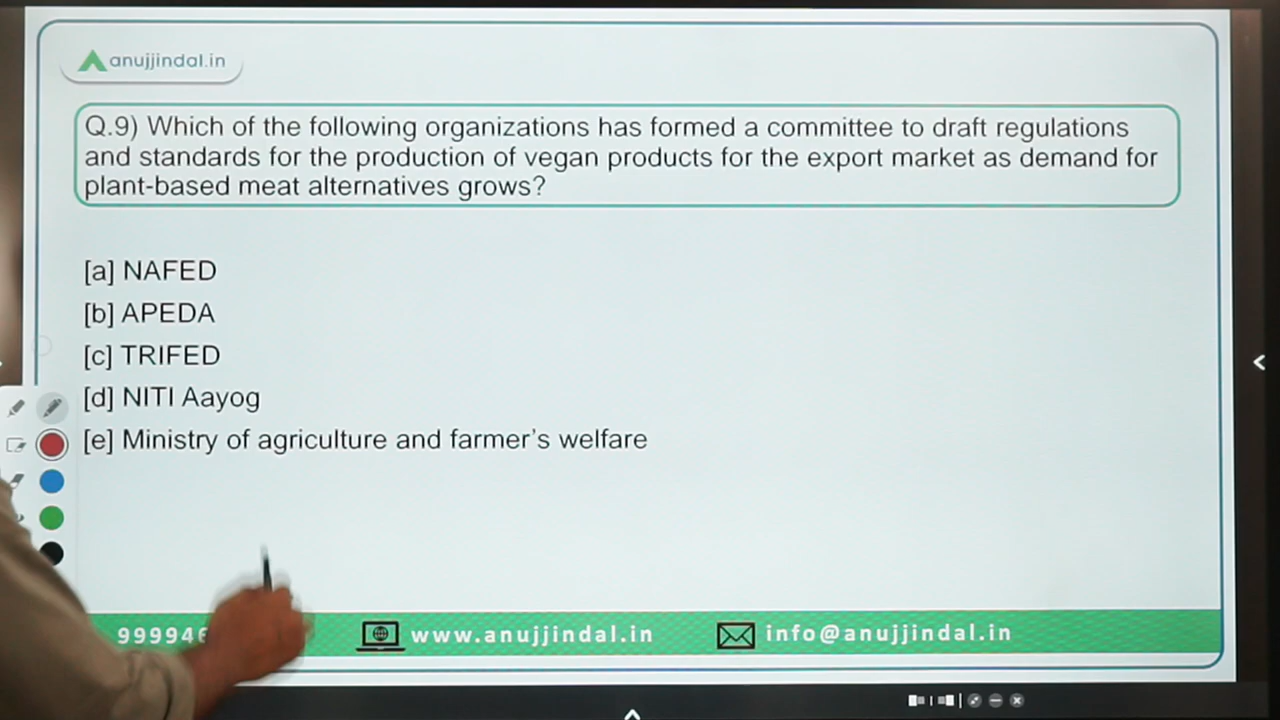 anujjindal.in
Q.9) Which of the following organizations has formed a committee to draft regulations
and standards for the production of vegan products for the export market as demand for
plant-based meat alternatives grows?
[a] NAFED
[b] APEDA
[c] TRIFED
[d] NITI Aayog
[e] Ministry of agriculture and farmer's welfare
www.anujjindal.in
info@anujjindal.in